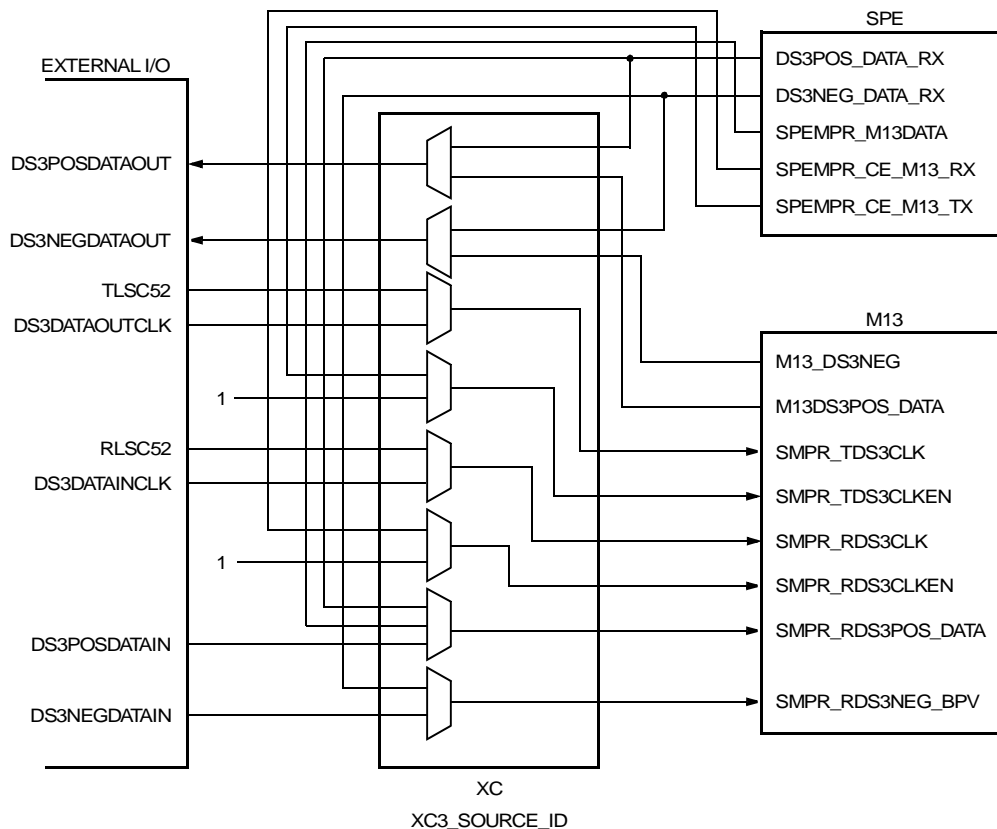 SPE
DS3POS_DATA_RX
DS3NEG_DATA_RX
SPEMPR_M13DATA
SPEMPR_CE_M13_RX
SPEMPR_CE_M13_TX
EXTERNAL I/O
DS3POSDATAOUT
DS3NEGDATAOUT
TLSC52
DS3DATAOUTCLK
1
RLSC52
DS3DATAINCLK
1
DS3POSDATAIN
DS3NEGDATAIN
M13
M13_DS3NEG
M13DS3POS_DATA
SMPR_TDS3CLK
SMPR_TDS3CLKEN
SMPR_RDS3CLK
SMPR_RDS3CLKEN
SMPR_RDS3POS_DATA
SMPR_RDS3NEG_BPV
XC
XC3_SOURCE_ID